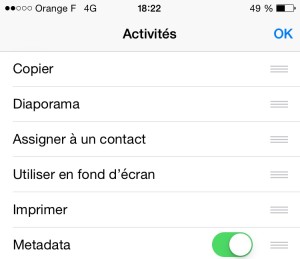 Orange F 4G 18:22 49 %
Activités OK
Copier
Diaporama
Assigner à un contact
Utiliser en fond d'écran
Imprimer
Metadata